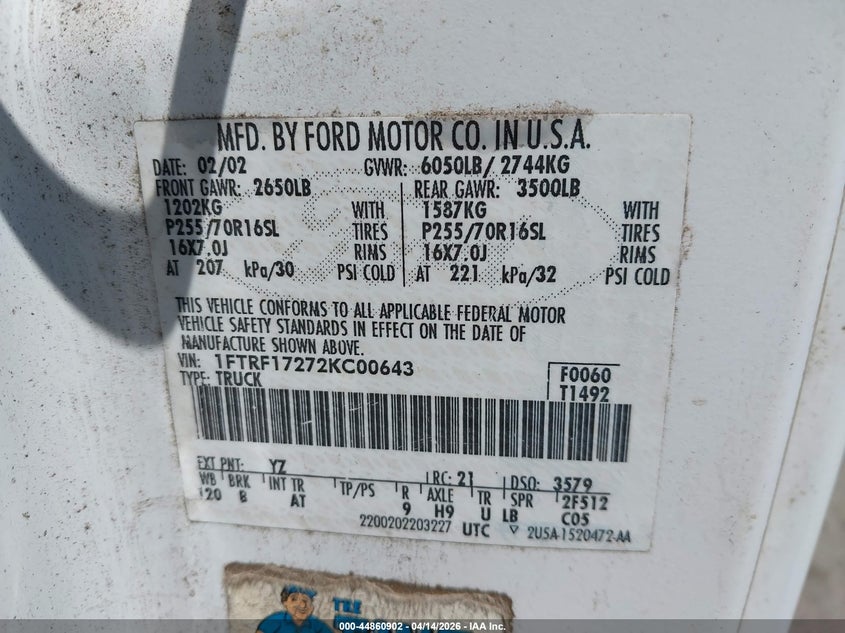 MFD. BY FORD MOTOR CO. IN U.S.A.
DATE: 02/02 GVWR: 6050LB/ 2744KG
FRONT GAWR: 2650LB REAR GAWR: 3500LB
1202KG WITH 1587KG WITH
P255/70R16SL TIRES P255/70R16SL TIRES
16X7.0J RIMS 16X7.0J RIMS
AT 207 kPa/30 PSI COLD AT 221 kPa/32 PSI COLD
THIS VEHICLE CONFORMS TO ALL APPLICABLE FEDERAL MOTOR
VEHICLE SAFETY STANDARDS IN EFFECT ON THE DATE OF
MANUFACTURE SHOWN ABOVE.
VIN: 1FTRF17272KC00643
TYPE: TRUCK
F0060
T1492
EXT PNT: YZ RC: 21 DSO: 3579
WB BRK INT TR TP/PS R AXLE TR SPR 2F512
120 B AT 9 H9 U LB C05
2200202203227 UTC 2U5A-1520472-AA
THE
000-44860902 - 04/14/2026 - IAA Inc.